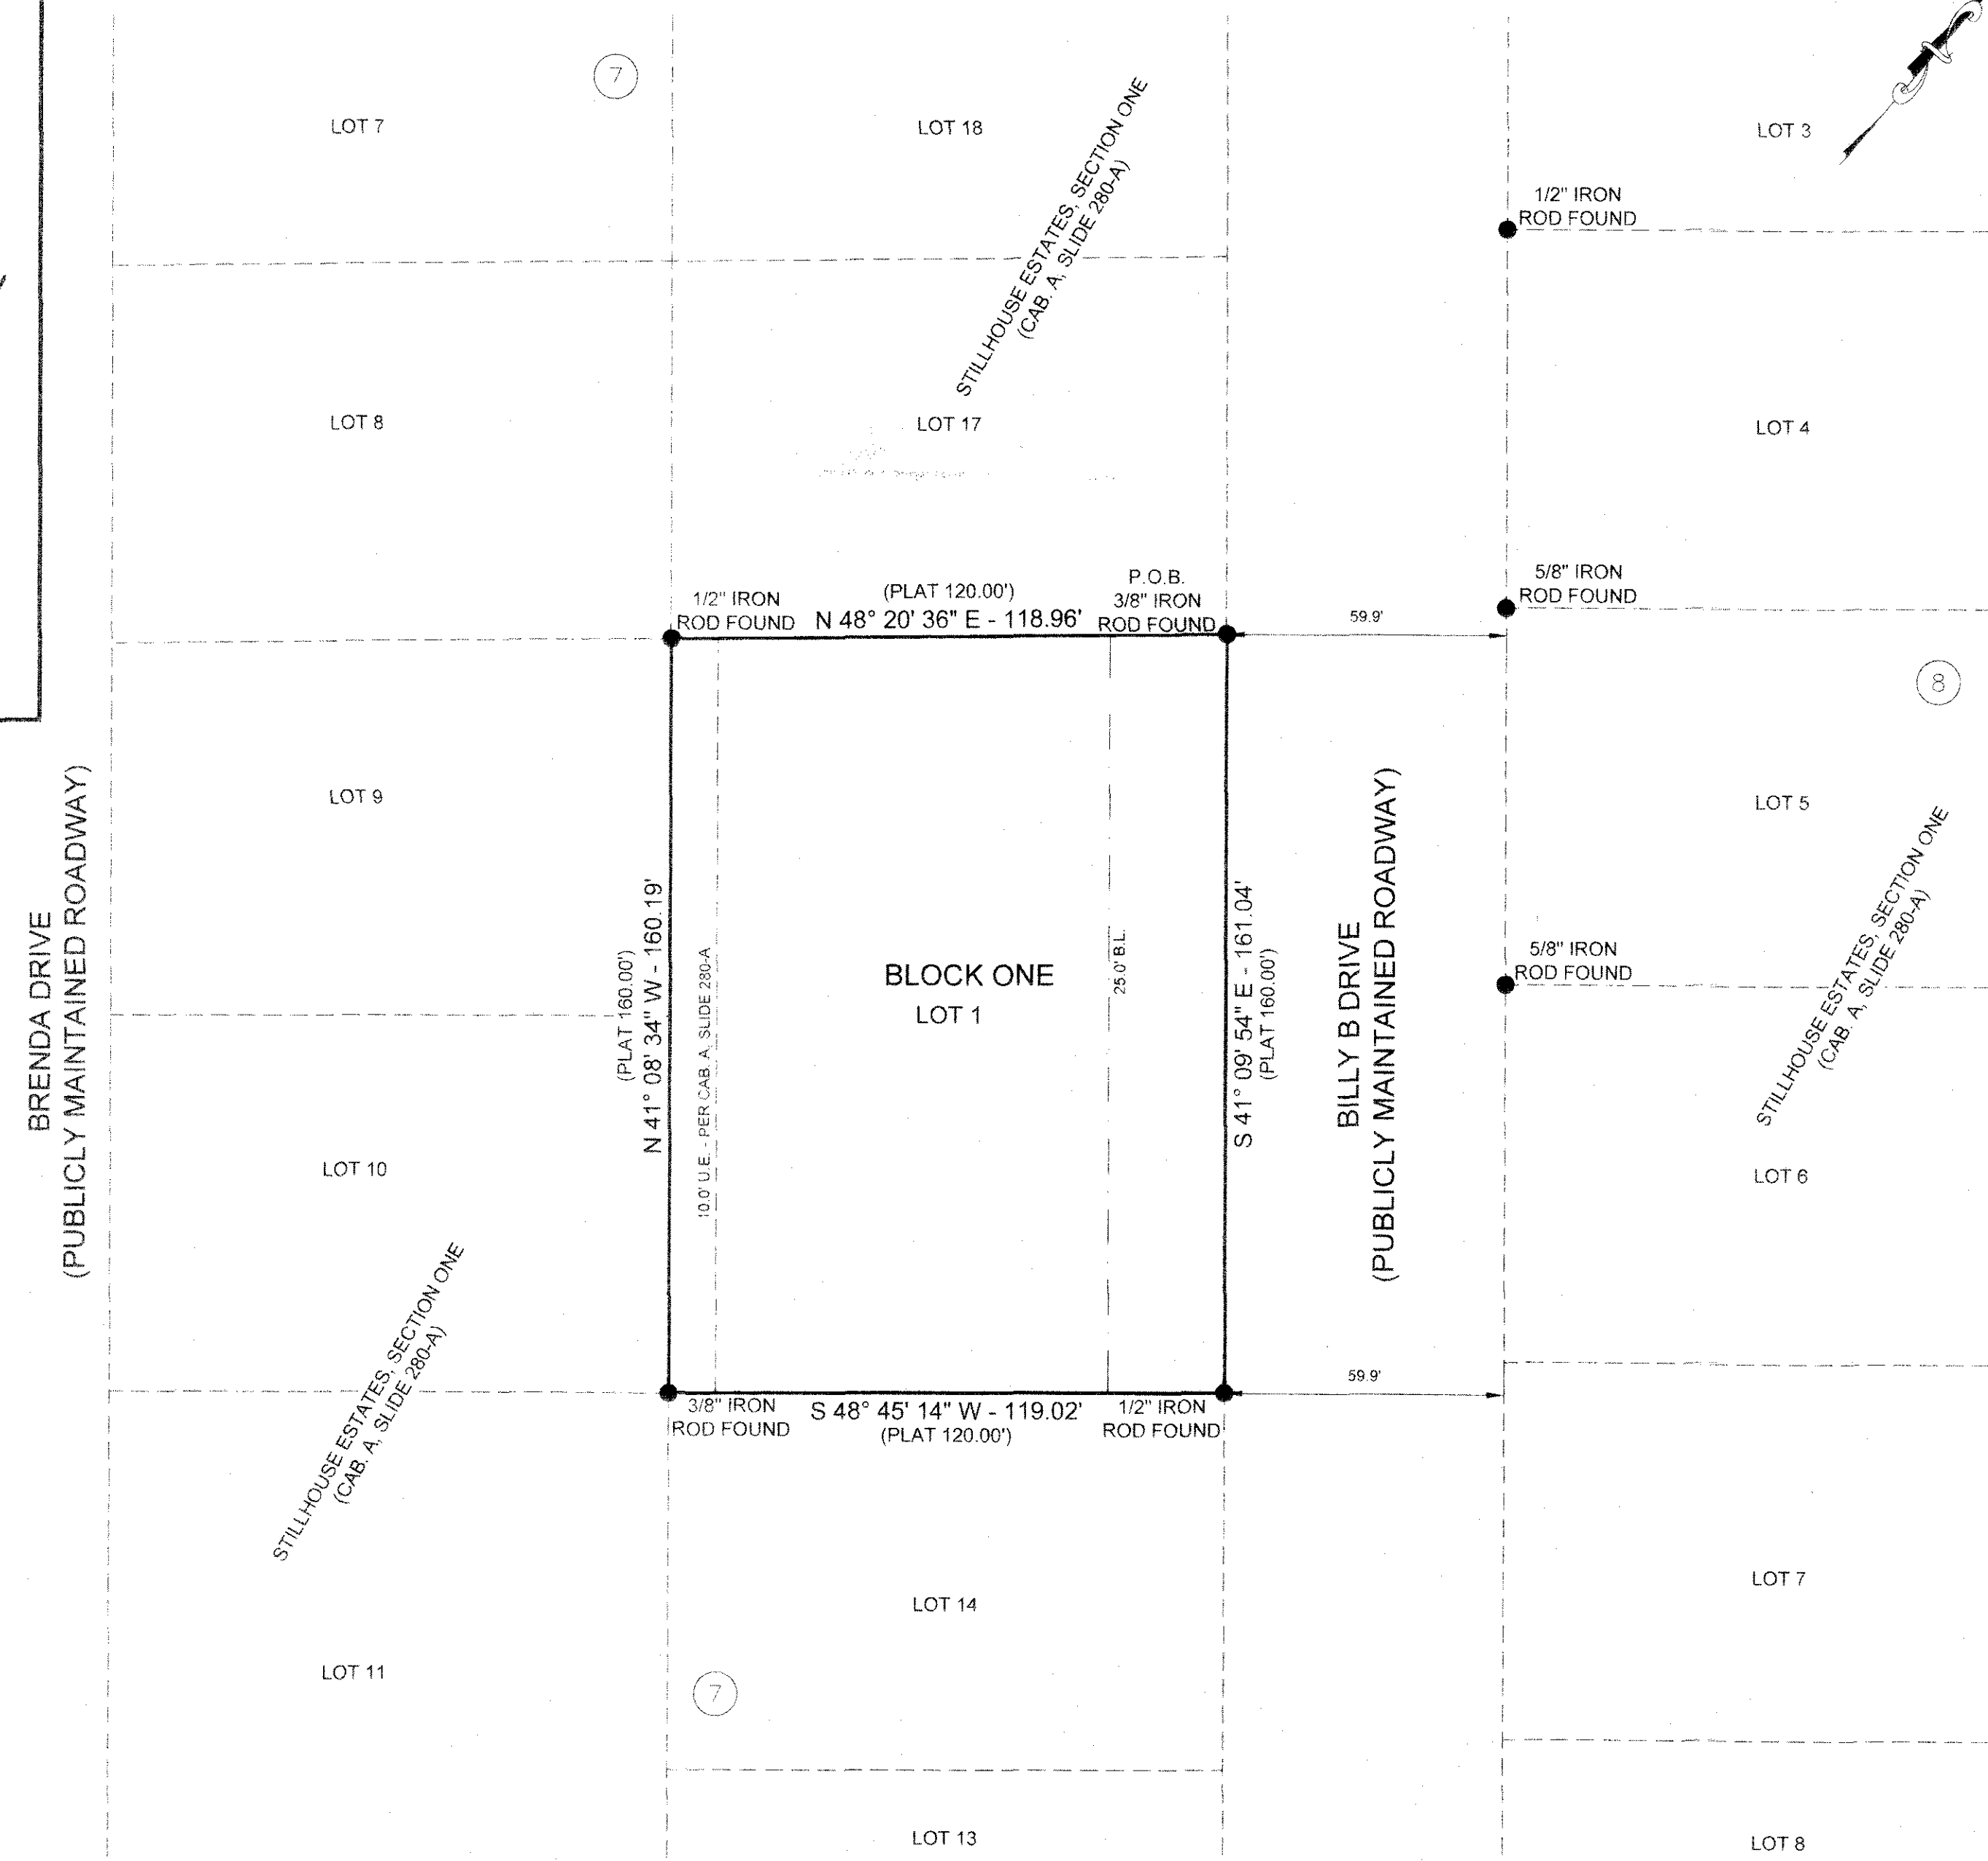 7
LOT 7
LOT 18
LOT 3
STILLHOUSE ESTATES, SECTION ONE
(CAB. A, SLIDE 280-A)
1/2" IRON
ROD FOUND
LOT 8
LOT 17
LOT 4
1/2" IRON
ROD FOUND
(PLAT 120.00')
N 48° 20' 36" E - 118.96'
P.O.B.
3/8" IRON
ROD FOUND
59.9'
5/8" IRON
ROD FOUND
8
LOT 9
LOT 5
BRENDA DRIVE
(PUBLICLY MAINTAINED ROADWAY)
(PLAT 160.00')
N 41° 08' 34" W - 160.19'
10.0' U.E. - PER CAB. A, SLIDE 280-A
BLOCK ONE
LOT 1
25.0' B.L.
S 41° 09' 54" E - 161.04'
(PLAT 160.00')
BILLY B DRIVE
(PUBLICLY MAINTAINED ROADWAY)
5/8" IRON
ROD FOUND
STILLHOUSE ESTATES, SECTION ONE
(CAB. A, SLIDE 280-A)
LOT 10
LOT 6
STILLHOUSE ESTATES, SECTION ONE
(CAB. A, SLIDE 280-A)
3/8" IRON
ROD FOUND
S 48° 45' 14" W - 119.02'
(PLAT 120.00')
1/2" IRON
ROD FOUND
59.9'
LOT 14
LOT 7
LOT 11
7
LOT 13
LOT 8